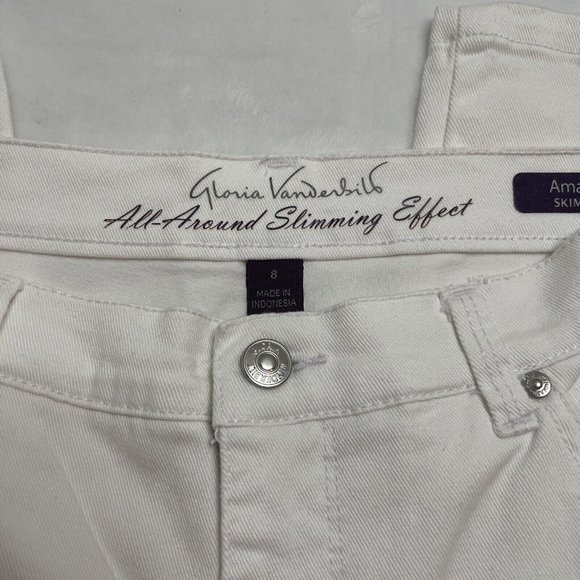 Gloria Vanderbilt
All-Around Slimming Effect
Ama
SKIM
8
MADE IN
INDONESIA